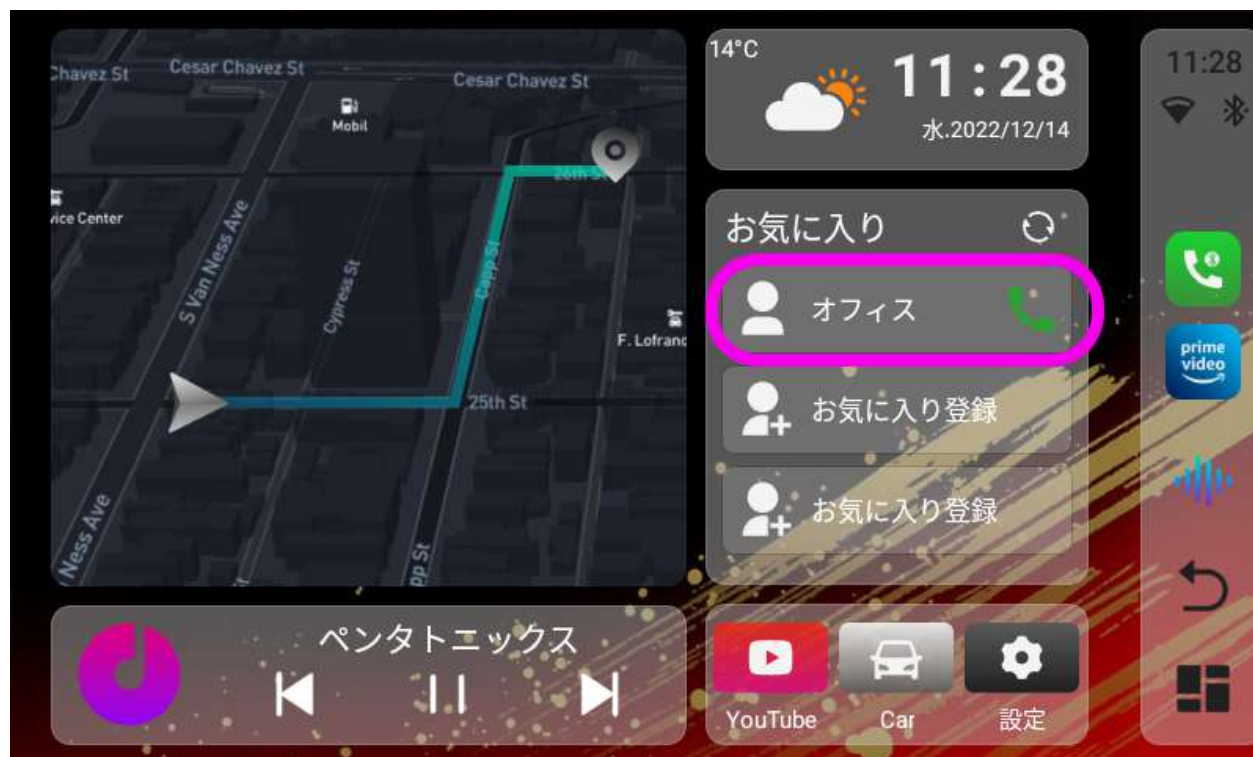 Chavez St
Cesar Chavez St
Cesar Chavez St
Mobil
26th S
vice Center
S Van Ness Ave
Cypress St
Capp St
F. Lofrano
25th St
Ness Ave
pp St
14°C
11:28
水.2022/12/14
お気に入り
オフィス
お気に入り登録
お気に入り登録
ペンタトニックス
YouTube
Car
設定
11:28
prime
video